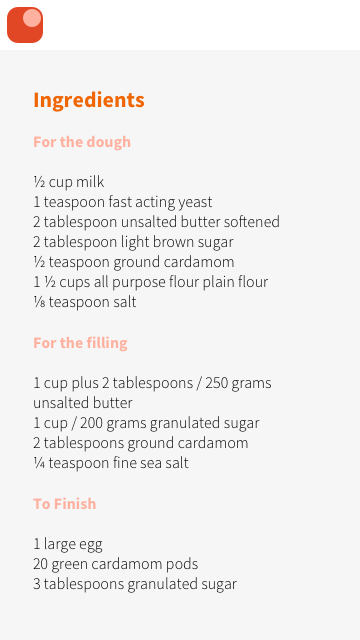 Ingredients
For the dough
½ cup milk
1 teaspoon fast acting yeast
2 tablespoon unsalted butter softened
2 tablespoon light brown sugar
½ teaspoon ground cardamom
1 ½ cups all purpose flour plain flour
⅛ teaspoon salt
For the filling
1 cup plus 2 tablespoons / 250 grams
unsalted butter
1 cup / 200 grams granulated sugar
2 tablespoons ground cardamom
¼ teaspoon fine sea salt
To Finish
1 large egg
20 green cardamom pods
3 tablespoons granulated sugar